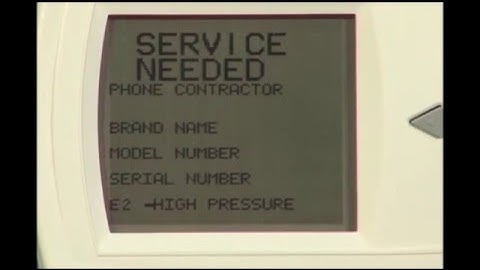 SERVICE
NEEDED
PHONE CONTRACTOR
BRAND NAME
MODEL NUMBER
SERIAL NUMBER
E2 →HIGH PRESSURE